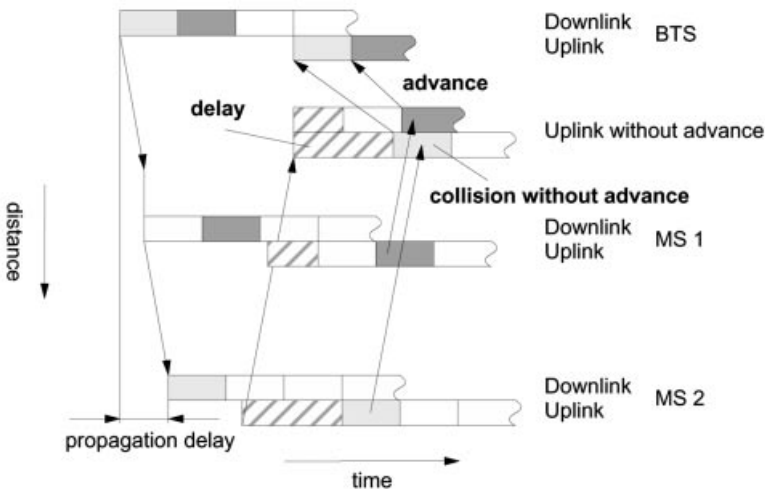 Downlink
Uplink
BTS
advance
delay
Uplink without advance
collision without advance
distance
Downlink
Uplink
MS 1
Downlink
Uplink
MS 2
propagation delay
time